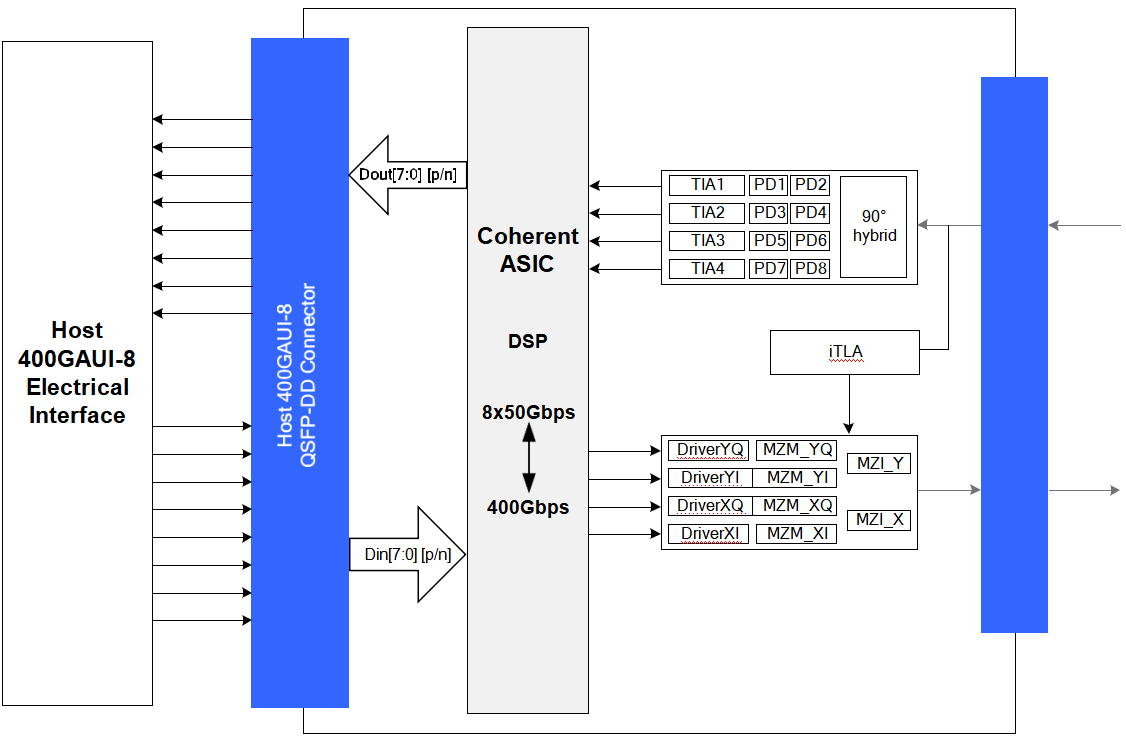 Host
400GAUI-8
Electrical
Interface
Host 400GAUI-8
QSFP-DD Connector
Dout[7:0] [p/n]
Din[7:0] [p/n]
Coherent
ASIC
DSP
8x50Gbps
400Gbps
TIA1 PD1 PD2
TIA2 PD3 PD4
TIA3 PD5 PD6
TIA4 PD7 PD8
90°
hybrid
iTLA
DriverYQ MZM_YQ
DriverYI MZM_YI
DriverXQ MZM_XQ
DriverXI MZM_XI
MZI_Y
MZI_X